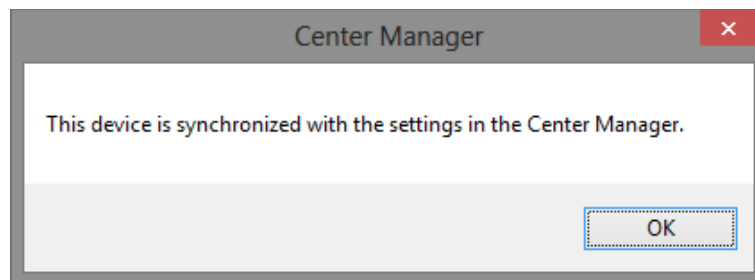 Center Manager
This device is synchronized with the settings in the Center Manager.
OK